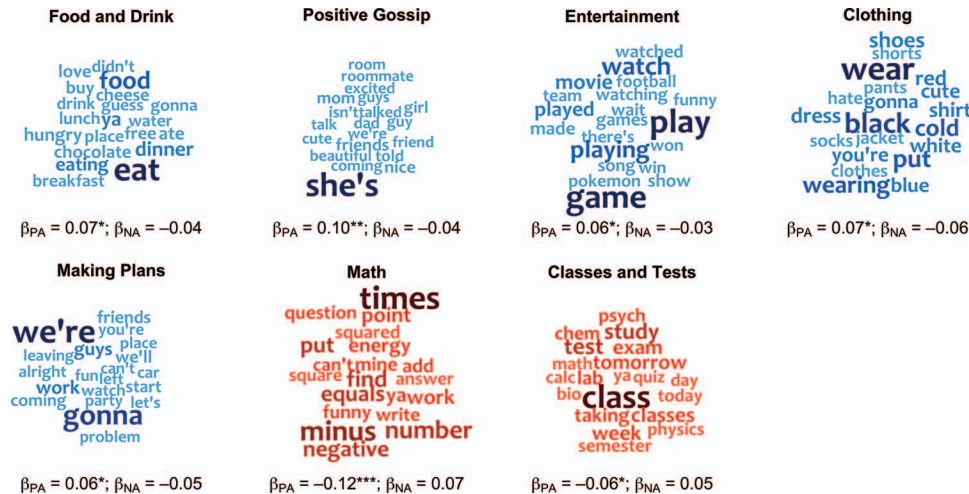 Food and Drink
love didn't
food
buy cheese
drink guess gonna
lunch ya water
hungry place free ate
chocolate dinner
eating eat
breakfast
βPA = 0.07*; βNA = –0.04
Positive Gossip
room
roommate
excited
mom guys
isn't talked girl
talk dad guy
we're
cute friends friend
beautiful told
coming nice
she's
βPA = 0.10**; βNA = –0.04
Entertainment
watched
watch
movie football
team watching funny
played wait
made games play
there's
playing won
song win
pokemon show
game
βPA = 0.06*; βNA = –0.03
Clothing
shoes
shorts
wear red
pants cute
hate gonna shirt
dress black cold
socks jacket white
you're put
clothes
wearing blue
βPA = 0.07*; βNA = –0.06
Making Plans
friends
we're you're
guys place
leaving we'll
alright fun can't car
left
work watch start
coming party let's
gonna
problem
βPA = 0.06*; βNA = –0.05
Math
times
question point
squared
put energy
can't mine add
square find answer
equals ya work
funny write
minus number
negative
βPA = –0.12***; βNA = 0.07
Classes and Tests
psych
chem study
test exam
math tomorrow
calc lab ya quiz day
bio class today
taking classes
week physics
semester
βPA = –0.06*; βNA = 0.05